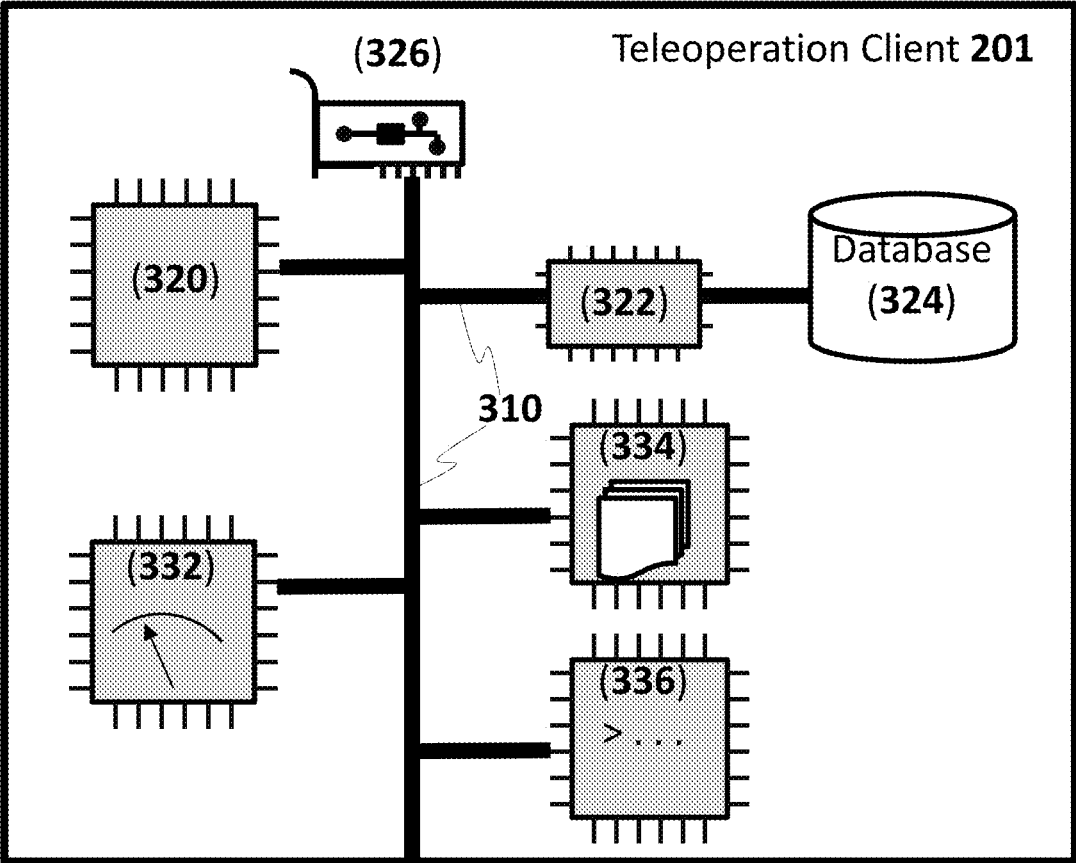 (326)
Teleoperation Client 201
(320)
(322)
Database
(324)
310
(334)
(332)
(336)
> . . .